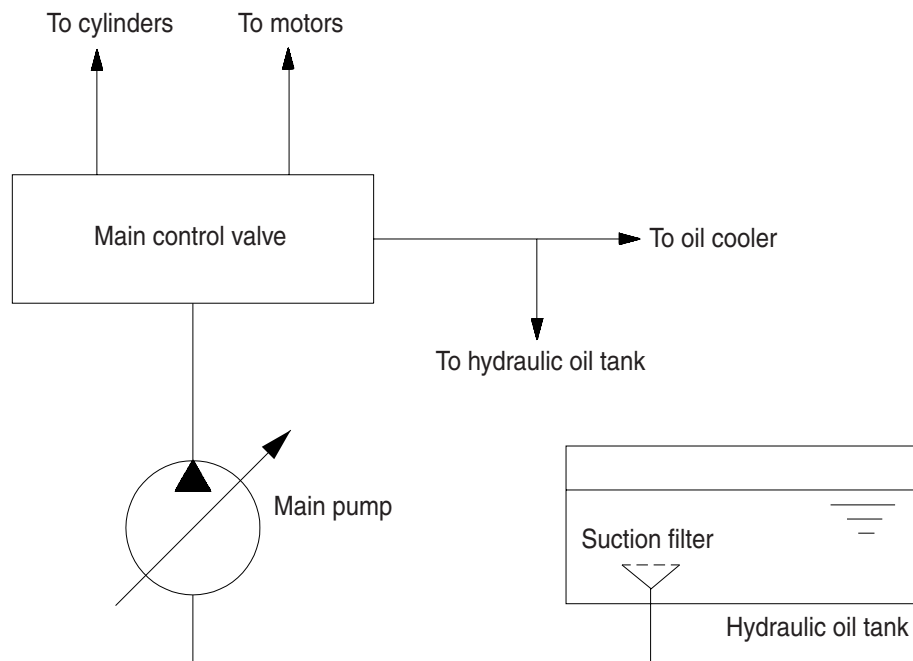 To cylinders
To motors
Main control valve
To oil cooler
To hydraulic oil tank
Main pump
Suction filter
Hydraulic oil tank